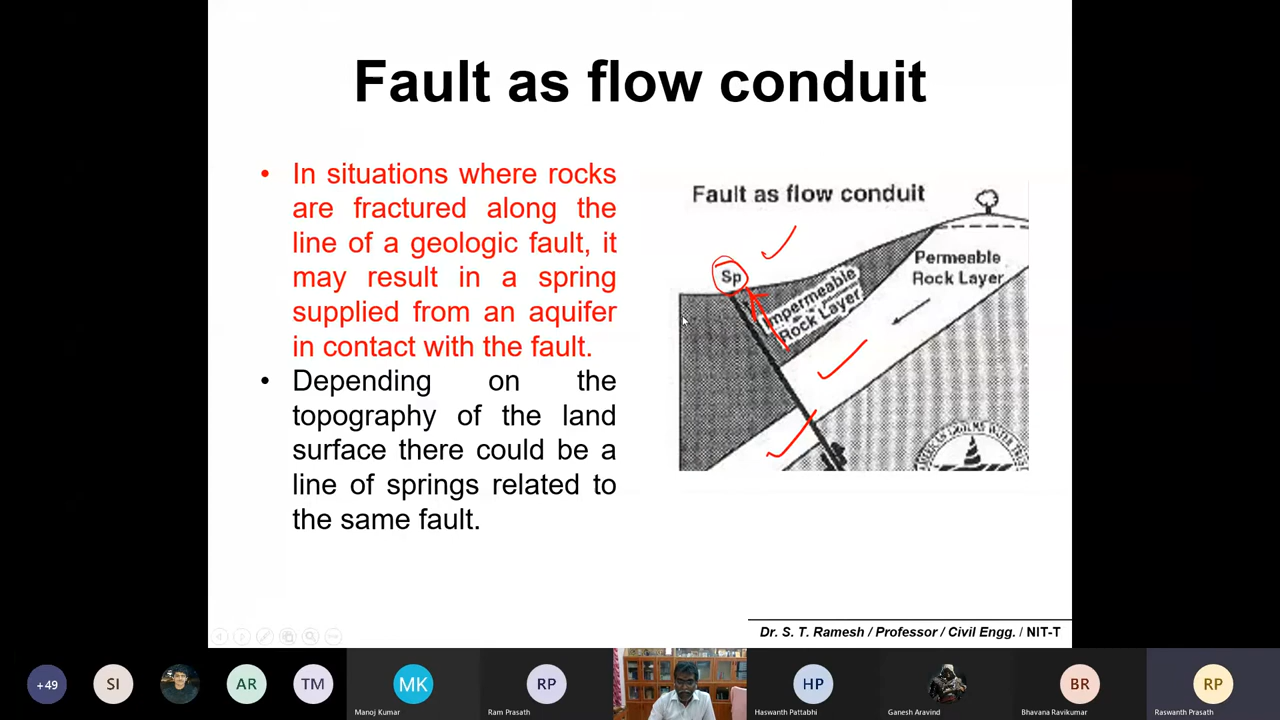 Fault as flow conduit
• In situations where rocks
are fractured along the
line of a geologic fault, it
may result in a spring
supplied from an aquifer
in contact with the fault.
• Depending on the
topography of the land
surface there could be a
line of springs related to
the same fault.
Fault as flow conduit
Sp
Impermeable
Rock Layer
Permeable
Rock Layer
Dr. S. T. Ramesh / Professor / Civil Engg. / NIT-T
+49
SI
AR
TM
MK
RP
HP
BR
RP
Manoj Kumar
Ram Prasath
Haswanth Pattabhi
Ganesh Aravind
Bhavana Ravikumar
Raswanth Prasath